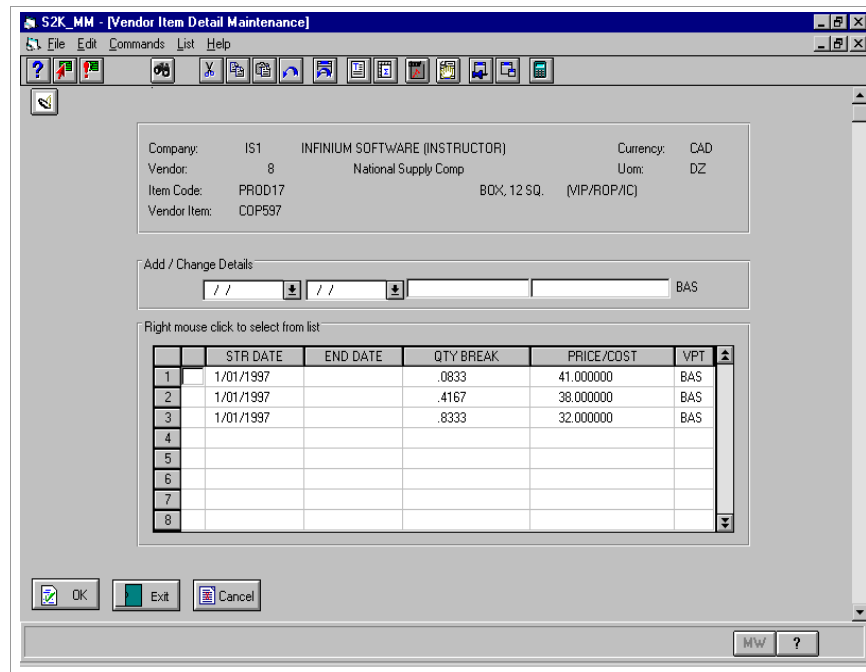 S2K_MM - [Vendor Item Detail Maintenance]
File Edit Commands List Help
Company: IS1 INFINIUM SOFTWARE (INSTRUCTOR) Currency: CAD
Vendor: 8 National Supply Comp Uom: DZ
Item Code: PROD17 BOX, 12 SQ. (VIP/ROP/IC)
Vendor Item: COP597
Add / Change Details
/ / / / BAS
Right mouse click to select from list
STR DATE END DATE QTY BREAK PRICE/COST VPT
1 1/01/1997 .0833 41.000000 BAS
2 1/01/1997 .4167 38.000000 BAS
3 1/01/1997 .8333 32.000000 BAS
4
5
6
7
8
OK Exit Cancel
MW ?